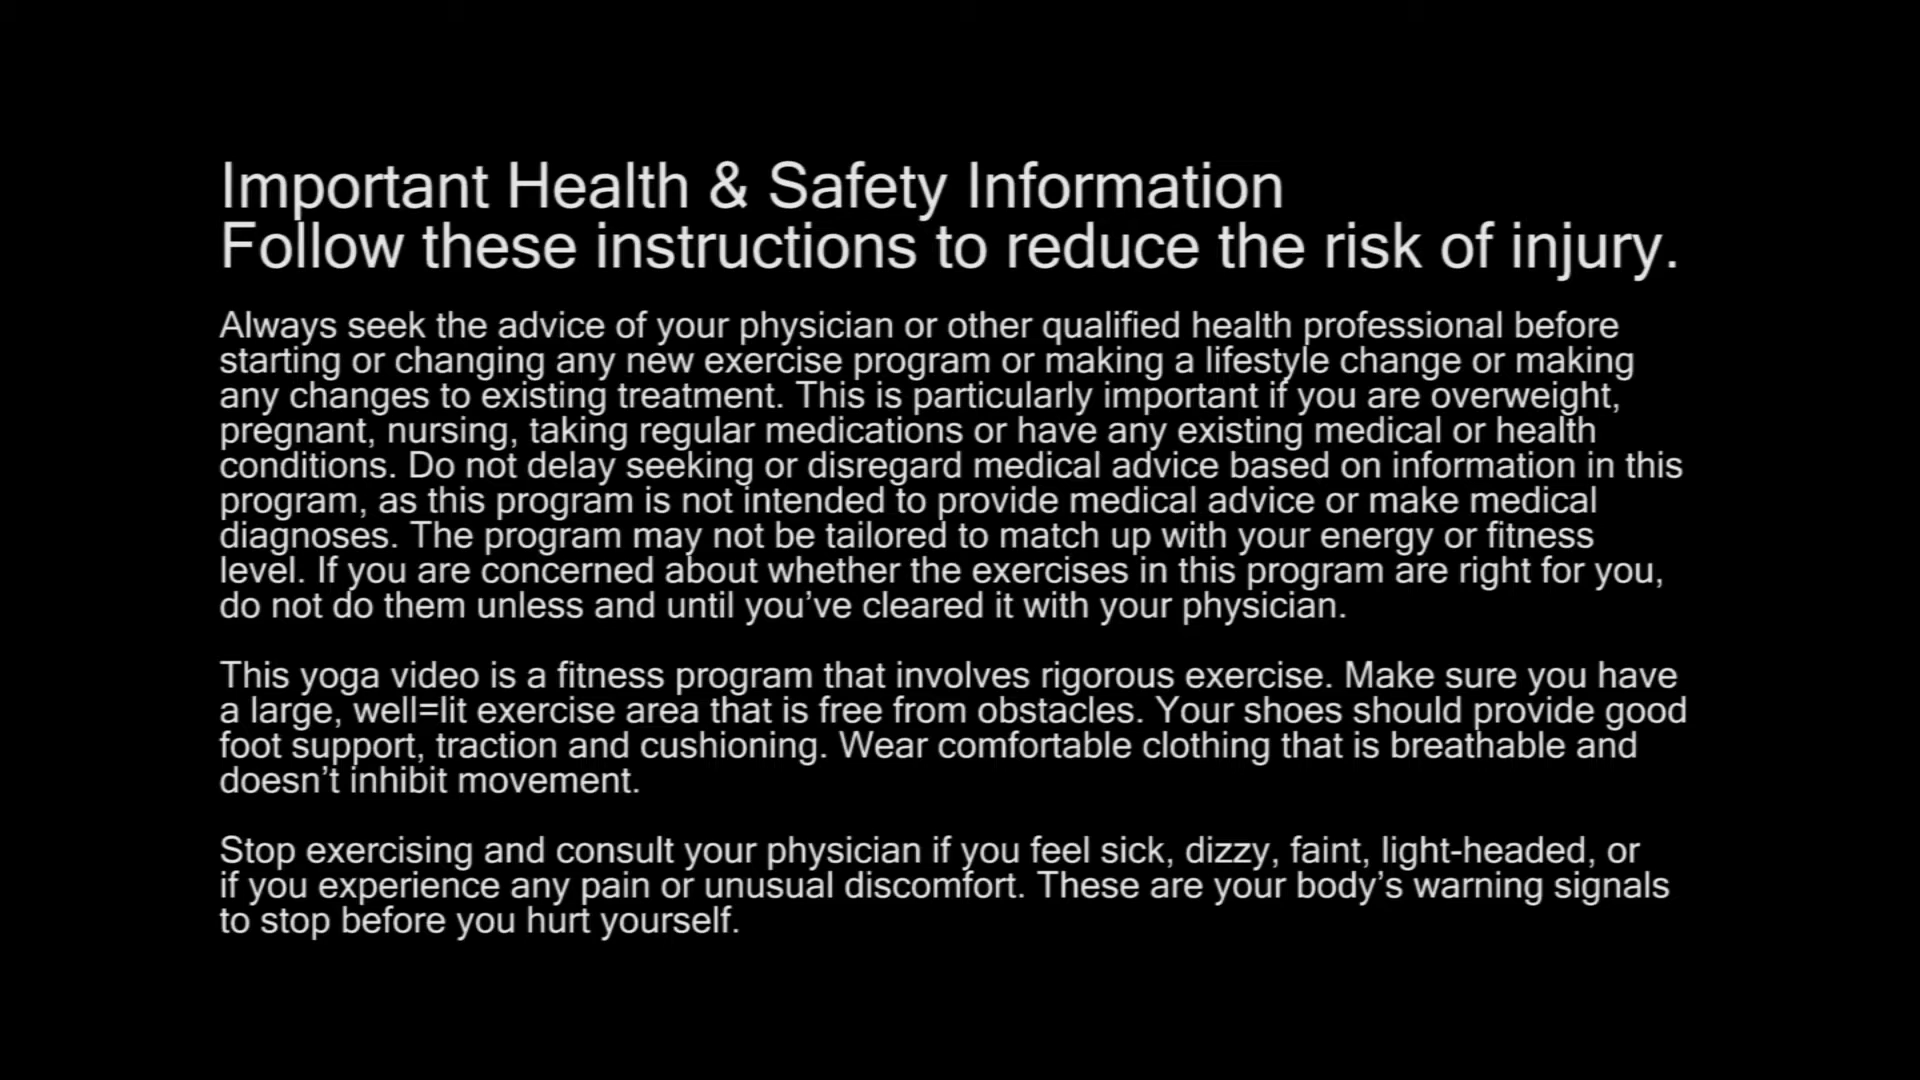 Important Health & Safety Information
Follow these instructions to reduce the risk of injury.
Always seek the advice of your physician or other qualified health professional before
starting or changing any new exercise program or making a lifestyle change or making
any changes to existing treatment. This is particularly important if you are overweight,
pregnant, nursing, taking regular medications or have any existing medical or health
conditions. Do not delay seeking or disregard medical advice based on information in this
program, as this program is not intended to provide medical advice or make medical
diagnoses. The program may not be tailored to match up with your energy or fitness
level. If you are concerned about whether the exercises in this program are right for you,
do not do them unless and until you’ve cleared it with your physician.
This yoga video is a fitness program that involves rigorous exercise. Make sure you have
a large, well=lit exercise area that is free from obstacles. Your shoes should provide good
foot support, traction and cushioning. Wear comfortable clothing that is breathable and
doesn’t inhibit movement.
Stop exercising and consult your physician if you feel sick, dizzy, faint, light-headed, or
if you experience any pain or unusual discomfort. These are your body’s warning signals
to stop before you hurt yourself.